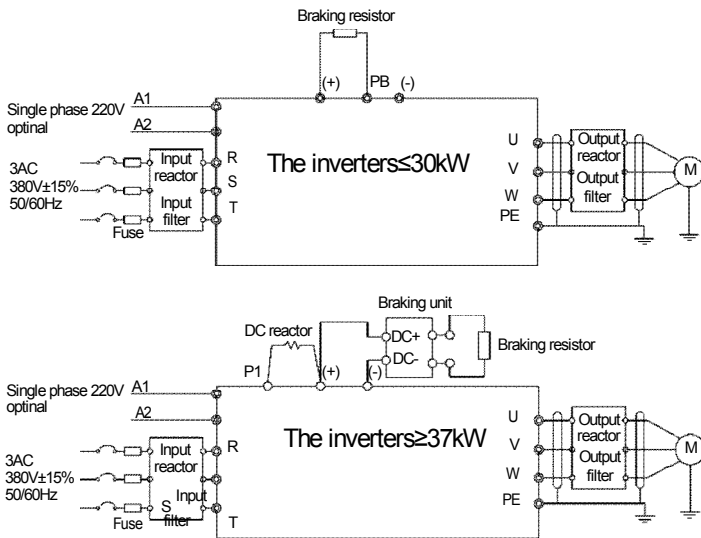 Braking resistor
(+)
PB
(-)
A1
Single phase 220V
optinal
A2
U
R
Input
reactor
Output
reactor
3AC
380V±15%
50/60Hz
S
The inverters≤30kW
V
M
Input
filter
T
W
Output
filter
PE
Fuse
Braking unit
DC reactor
DC+
Braking resistor
DC-
P1
(+)
(-)
Single phase 220V
optinal
A1
A2
U
R
Input
reactor
Output
reactor
3AC
380V±15%
50/60Hz
The inverters≥37kW
V
M
Output
filter
W
Input
S
filter
T
PE
Fuse